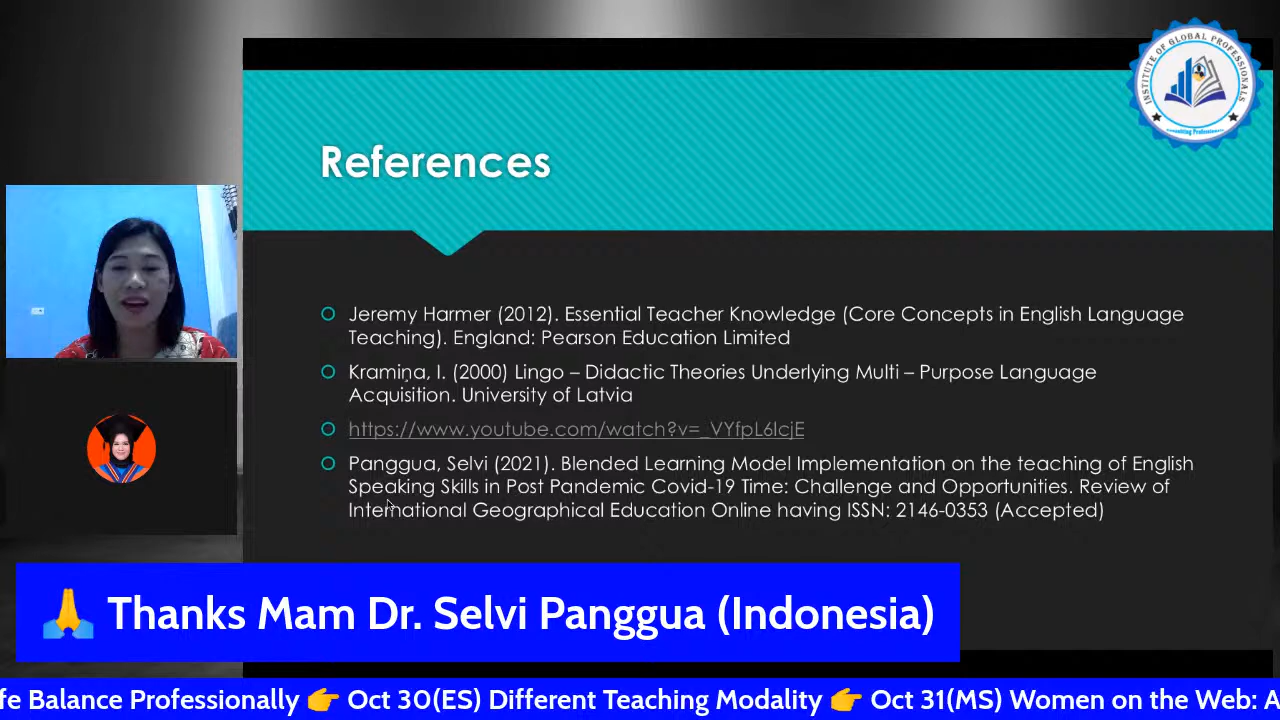 INSTITUTE OF GLOBAL PROFESSIONALS
References
Jeremy Harmer (2012). Essential Teacher Knowledge (Core Concepts in English Language
Teaching). England: Pearson Education Limited
Kramiņa, I. (2000) Lingo – Didactic Theories Underlying Multi – Purpose Language
Acquisition. University of Latvia
https://www.youtube.com/watch?v=_VYfpL6IcjE
Panggua, Selvi (2021). Blended Learning Model Implementation on the teaching of English
Speaking Skills in Post Pandemic Covid-19 Time: Challenge and Opportunities. Review of
International Geographical Education Online having ISSN: 2146-0353 (Accepted)
🙏 Thanks Mam Dr. Selvi Panggua (Indonesia)
fe Balance Professionally 👉 Oct 30(ES) Different Teaching Modality 👉 Oct 31(MS) Women on the Web: A